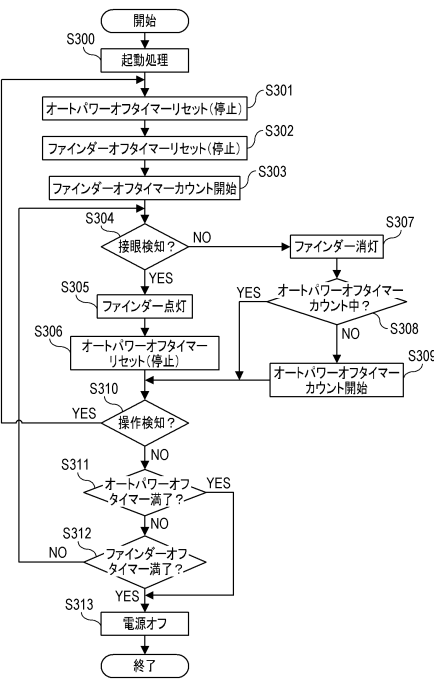 開始
S300
起動処理
S301
オートパワーオフタイマーリセット(停止)
S302
ファインダーオフタイマーリセット(停止)
S303
ファインダーオフタイマーカウント開始
S304
接眼検知?
NO
YES
S307
ファインダー消灯
S305
ファインダー点灯
YES
オートパワーオフタイマー
カウント中?
S308
NO
S306
オートパワーオフタイマー
リセット(停止)
S309
オートパワーオフタイマー
カウント開始
S310
YES
操作検知?
NO
S311
オートパワーオフ
タイマー満了?
YES
NO
S312
NO
ファインダーオフ
タイマー満了?
YES
S313
電源オフ
終了